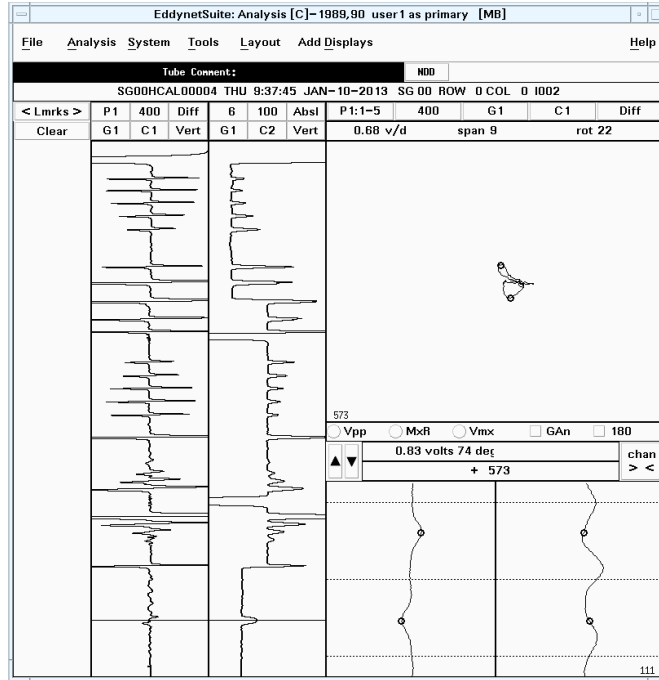 EddynetSuite: Analysis [C]-1989,90 user1 as primary [MB]
File Analysis System Tools Layout Add Displays Help
Tube Comment: NDD
SG00HCAL00004 THU 9:37:45 JAN-10-2013 SG 00 ROW 0 COL 0 I002
< Lmrks > P1 400 Diff 6 100 Absl P1:1-5 400 G1 C1 Diff
Clear G1 C1 Vert G1 C2 Vert 0.68 v/d span 9 rot 22
573
Vpp MxR Vmx GAn 180
0.83 volts 74 deg chan
+ 573 > <
111